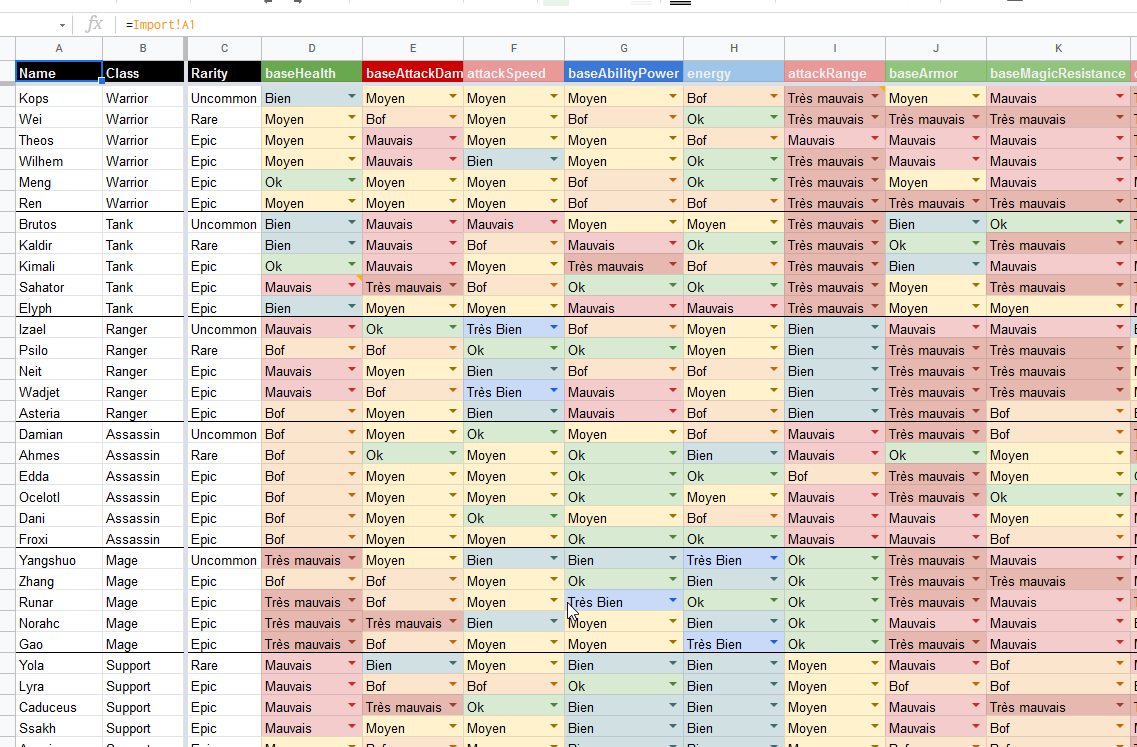 fx =Import!A1
A B C D E F G H I J K
Name Class Rarity baseHealth baseAttackDam attackSpeed baseAbilityPower energy attackRange baseArmor baseMagicResistance
Kops Warrior Uncommon Bien Moyen Moyen Moyen Bof Très mauvais Moyen Mauvais
Wei Warrior Rare Moyen Bof Moyen Bof Ok Très mauvais Très mauvais Très mauvais
Theos Warrior Epic Moyen Mauvais Moyen Moyen Bof Mauvais Mauvais Mauvais
Wilhem Warrior Epic Moyen Mauvais Bien Moyen Ok Très mauvais Mauvais Mauvais
Meng Warrior Epic Ok Moyen Moyen Bof Ok Très mauvais Moyen Mauvais
Ren Warrior Epic Moyen Moyen Moyen Bof Bof Très mauvais Très mauvais Très mauvais
Brutos Tank Uncommon Bien Mauvais Mauvais Moyen Moyen Très mauvais Bien Ok
Kaldir Tank Rare Bien Mauvais Bof Mauvais Ok Très mauvais Ok Très mauvais
Kimali Tank Epic Ok Mauvais Moyen Très mauvais Bof Très mauvais Bien Mauvais
Sahator Tank Epic Mauvais Très mauvais Bof Ok Ok Très mauvais Moyen Très mauvais
Elyph Tank Epic Bien Moyen Moyen Mauvais Mauvais Très mauvais Moyen Moyen
Izael Ranger Uncommon Mauvais Ok Très Bien Bof Moyen Bien Mauvais Mauvais
Psilo Ranger Rare Bof Bof Ok Ok Moyen Bien Très mauvais Très mauvais
Neit Ranger Epic Mauvais Moyen Bien Bof Bof Bien Très mauvais Très mauvais
Wadjet Ranger Epic Mauvais Bof Très Bien Mauvais Moyen Bien Très mauvais Très mauvais
Asteria Ranger Epic Bof Moyen Bien Mauvais Bof Bien Très mauvais Bof
Damian Assassin Uncommon Bof Moyen Ok Moyen Bof Mauvais Très mauvais Bof
Ahmes Assassin Rare Bof Ok Moyen Ok Bien Mauvais Ok Moyen
Edda Assassin Epic Bof Moyen Moyen Ok Ok Bof Très mauvais Moyen
Ocelotl Assassin Epic Bof Moyen Moyen Ok Moyen Mauvais Très mauvais Ok
Dani Assassin Epic Bof Moyen Ok Moyen Bof Mauvais Mauvais Moyen
Froxi Assassin Epic Bof Moyen Moyen Ok Ok Mauvais Mauvais Bof
Yangshuo Mage Uncommon Très mauvais Moyen Bien Bien Très Bien Ok Très mauvais Mauvais
Zhang Mage Epic Bof Bof Moyen Ok Bien Ok Très mauvais Très mauvais
Runar Mage Epic Très mauvais Bof Moyen Très Bien Ok Ok Très mauvais Mauvais
Norahc Mage Epic Très mauvais Très mauvais Bien Moyen Bien Ok Mauvais Mauvais
Gao Mage Epic Très mauvais Bof Moyen Moyen Très Bien Ok Très mauvais Mauvais
Yola Support Rare Mauvais Bien Moyen Bien Bien Moyen Mauvais Bof
Lyra Support Epic Mauvais Bof Bof Ok Bien Moyen Bof Bof
Caduceus Support Epic Mauvais Très mauvais Ok Bien Bien Moyen Mauvais Très mauvais
Ssakh Support Epic Mauvais Moyen Moyen Bien Bien Moyen Mauvais Bof